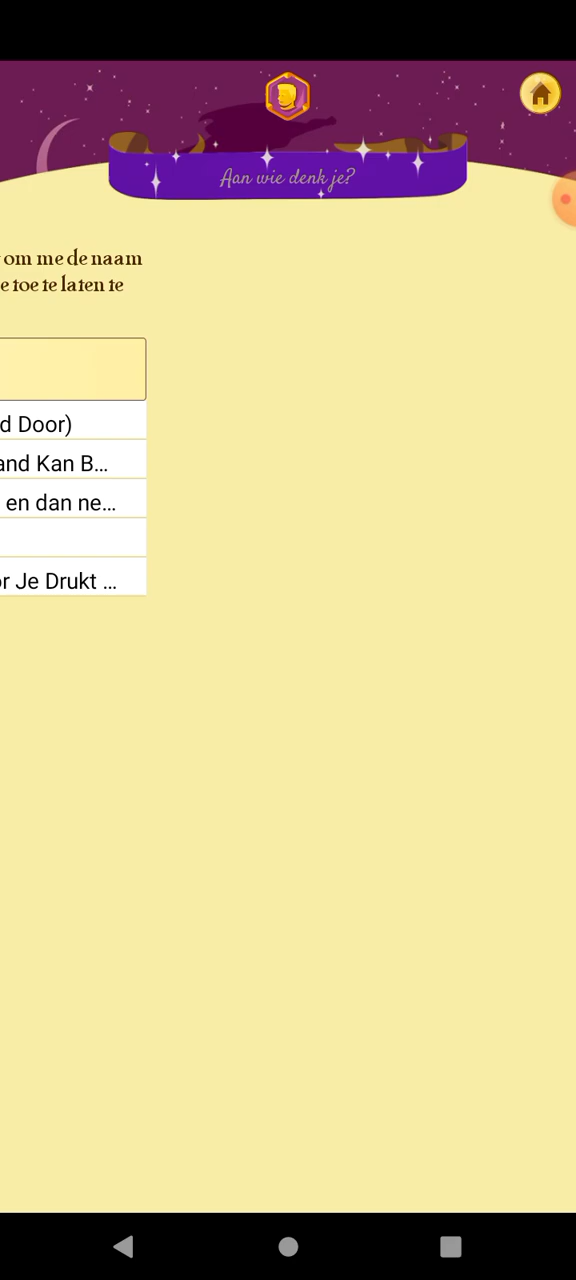 Aan wie denk je?
om me de naam
e toe te laten te
d Door)
and Kan B...
en dan ne...
r Je Drukt ...